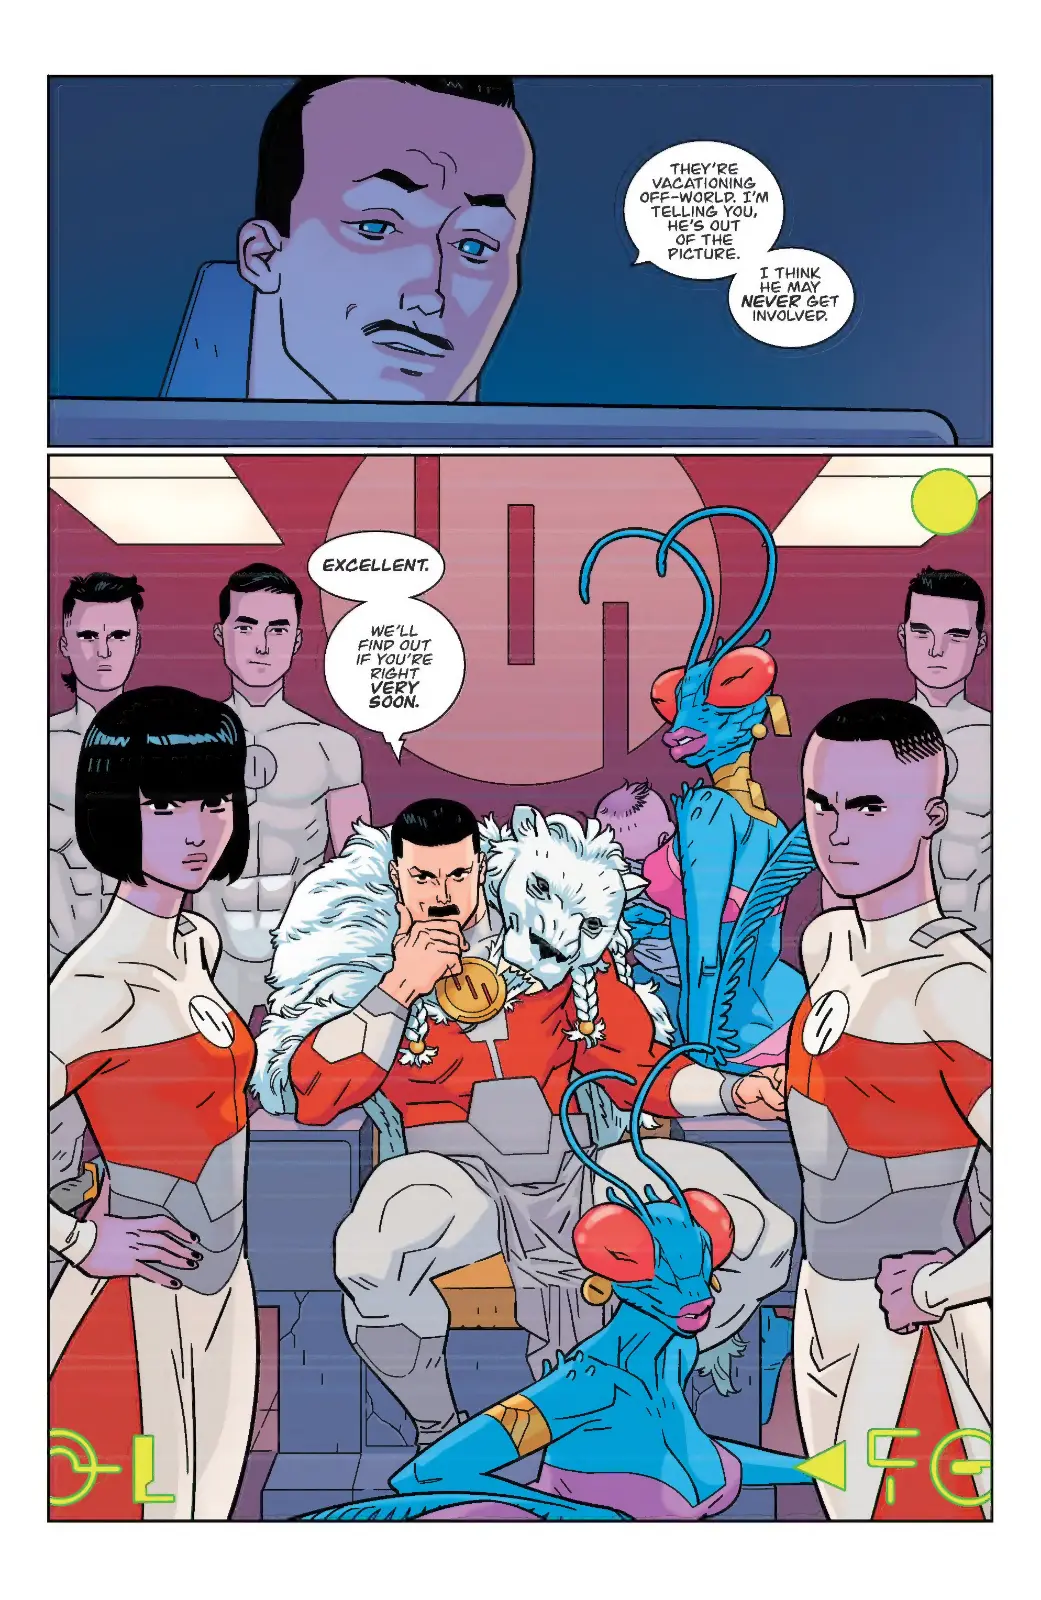 THEY'RE
VACATIONING
OFF-WORLD. I'M
TELLING YOU,
HE'S OUT
OF THE
PICTURE.
I THINK
HE MAY
NEVER GET
INVOLVED.
EXCELLENT.
WE'LL
FIND OUT
IF YOU'RE
RIGHT
VERY
SOON.